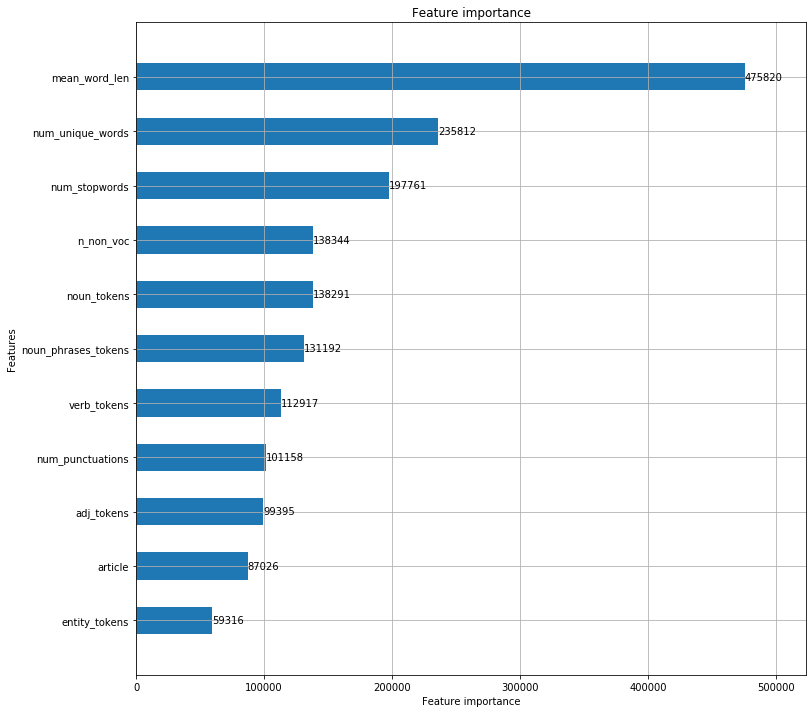 Feature importance
mean_word_len 475820
num_unique_words 235812
num_stopwords 197761
n_non_voc 138344
noun_tokens 138291
noun_phrases_tokens 131192
verb_tokens 112917
num_punctuations 101158
adj_tokens 99395
article 87026
entity_tokens 59316
Features
0 100000 200000 300000 400000 500000
Feature importance